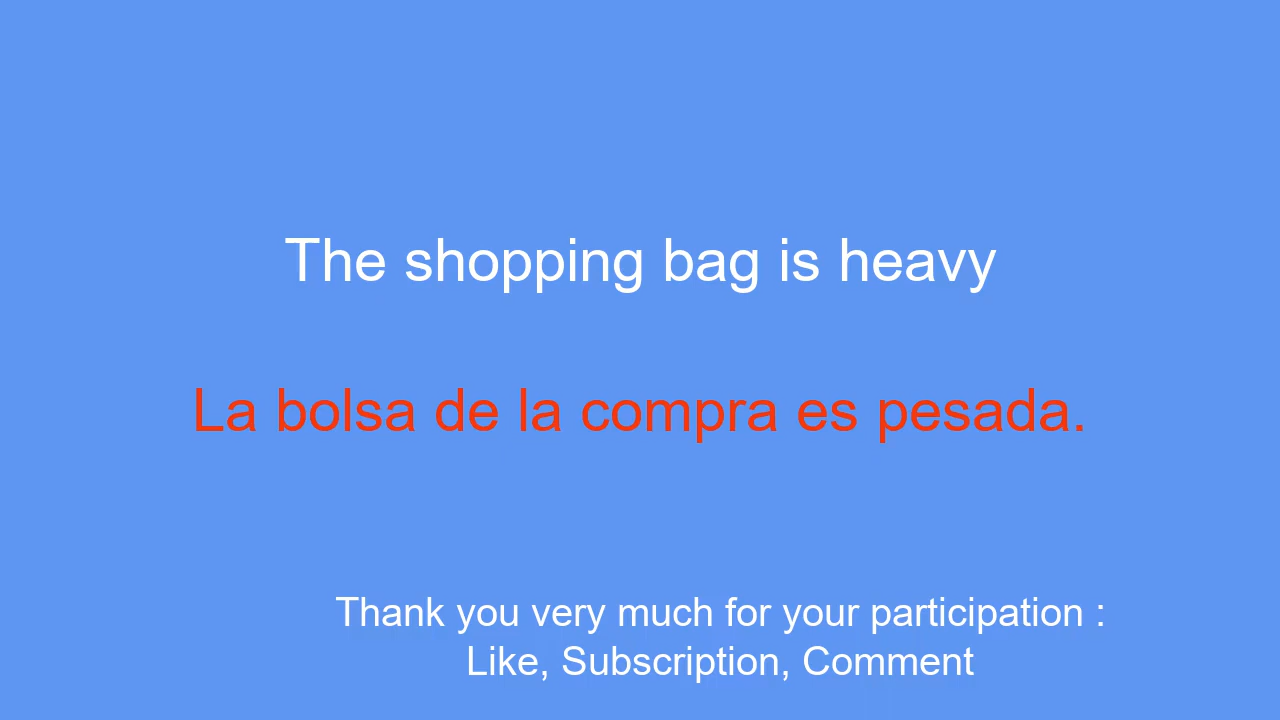 The shopping bag is heavy
La bolsa de la compra es pesada.
Thank you very much for your participation :
Like, Subscription, Comment